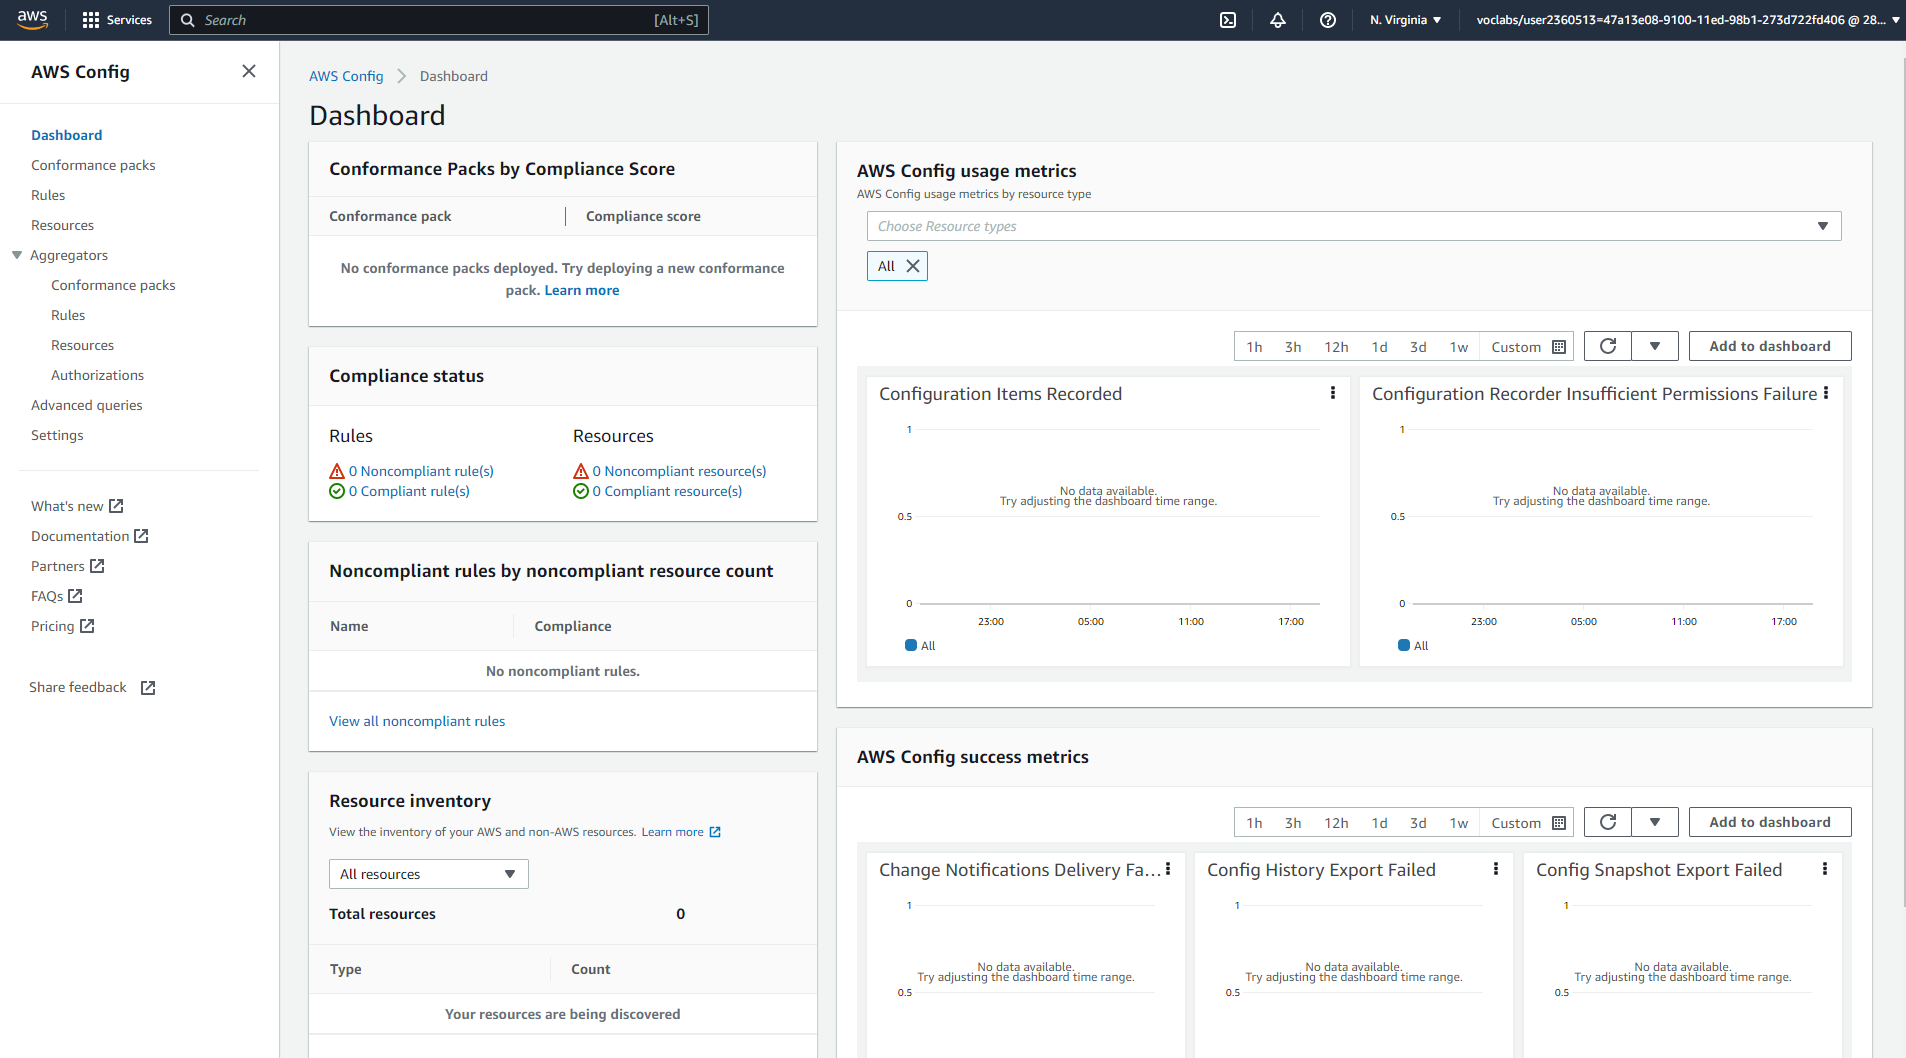 aws
Services
Search
[Alt+S]
N. Virginia
voclabs/user2360513=47a13e08-9100-11ed-98b1-273d722fd406 @ 28...
AWS Config
Dashboard
Conformance packs
Rules
Resources
Aggregators
Conformance packs
Rules
Resources
Authorizations
Advanced queries
Settings
What's new
Documentation
Partners
FAQs
Pricing
Share feedback
AWS Config
Dashboard
Dashboard
Conformance Packs by Compliance Score
Conformance pack
Compliance score
No conformance packs deployed. Try deploying a new conformance
pack. Learn more
Compliance status
Rules
0 Noncompliant rule(s)
0 Compliant rule(s)
Resources
0 Noncompliant resource(s)
0 Compliant resource(s)
Noncompliant rules by noncompliant resource count
Name
Compliance
No noncompliant rules.
View all noncompliant rules
Resource inventory
View the inventory of your AWS and non-AWS resources. Learn more
All resources
Total resources
0
Type
Count
Your resources are being discovered
AWS Config usage metrics
AWS Config usage metrics by resource type
Choose Resource types
All
1h 3h 12h 1d 3d 1w Custom
Add to dashboard
Configuration Items Recorded
1
No data available.
Try adjusting the dashboard time range.
0.5
0
23:00 05:00 11:00 17:00
All
Configuration Recorder Insufficient Permissions Failure
1
No data available.
Try adjusting the dashboard time range.
0.5
0
23:00 05:00 11:00 17:00
All
AWS Config success metrics
1h 3h 12h 1d 3d 1w Custom
Add to dashboard
Change Notifications Delivery Fa...
1
No data available.
Try adjusting the dashboard time range.
0.5
Config History Export Failed
1
No data available.
Try adjusting the dashboard time range.
0.5
Config Snapshot Export Failed
1
No data available.
Try adjusting the dashboard time range.
0.5